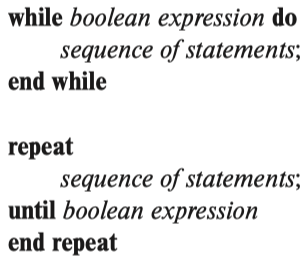 while boolean expression do
sequence of statements;
end while
repeat
sequence of statements;
until boolean expression
end repeat